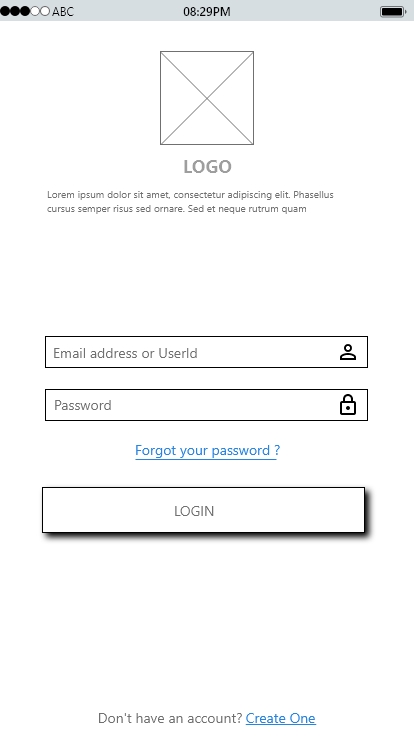 ABC 08:29PM
LOGO
Lorem ipsum dolor sit amet, consectetur adipiscing elit. Phasellus
cursus semper risus sed ornare. Sed et neque rutrum quam
Email address or UserId
Password
Forgot your password ?
LOGIN
Don't have an account? Create One